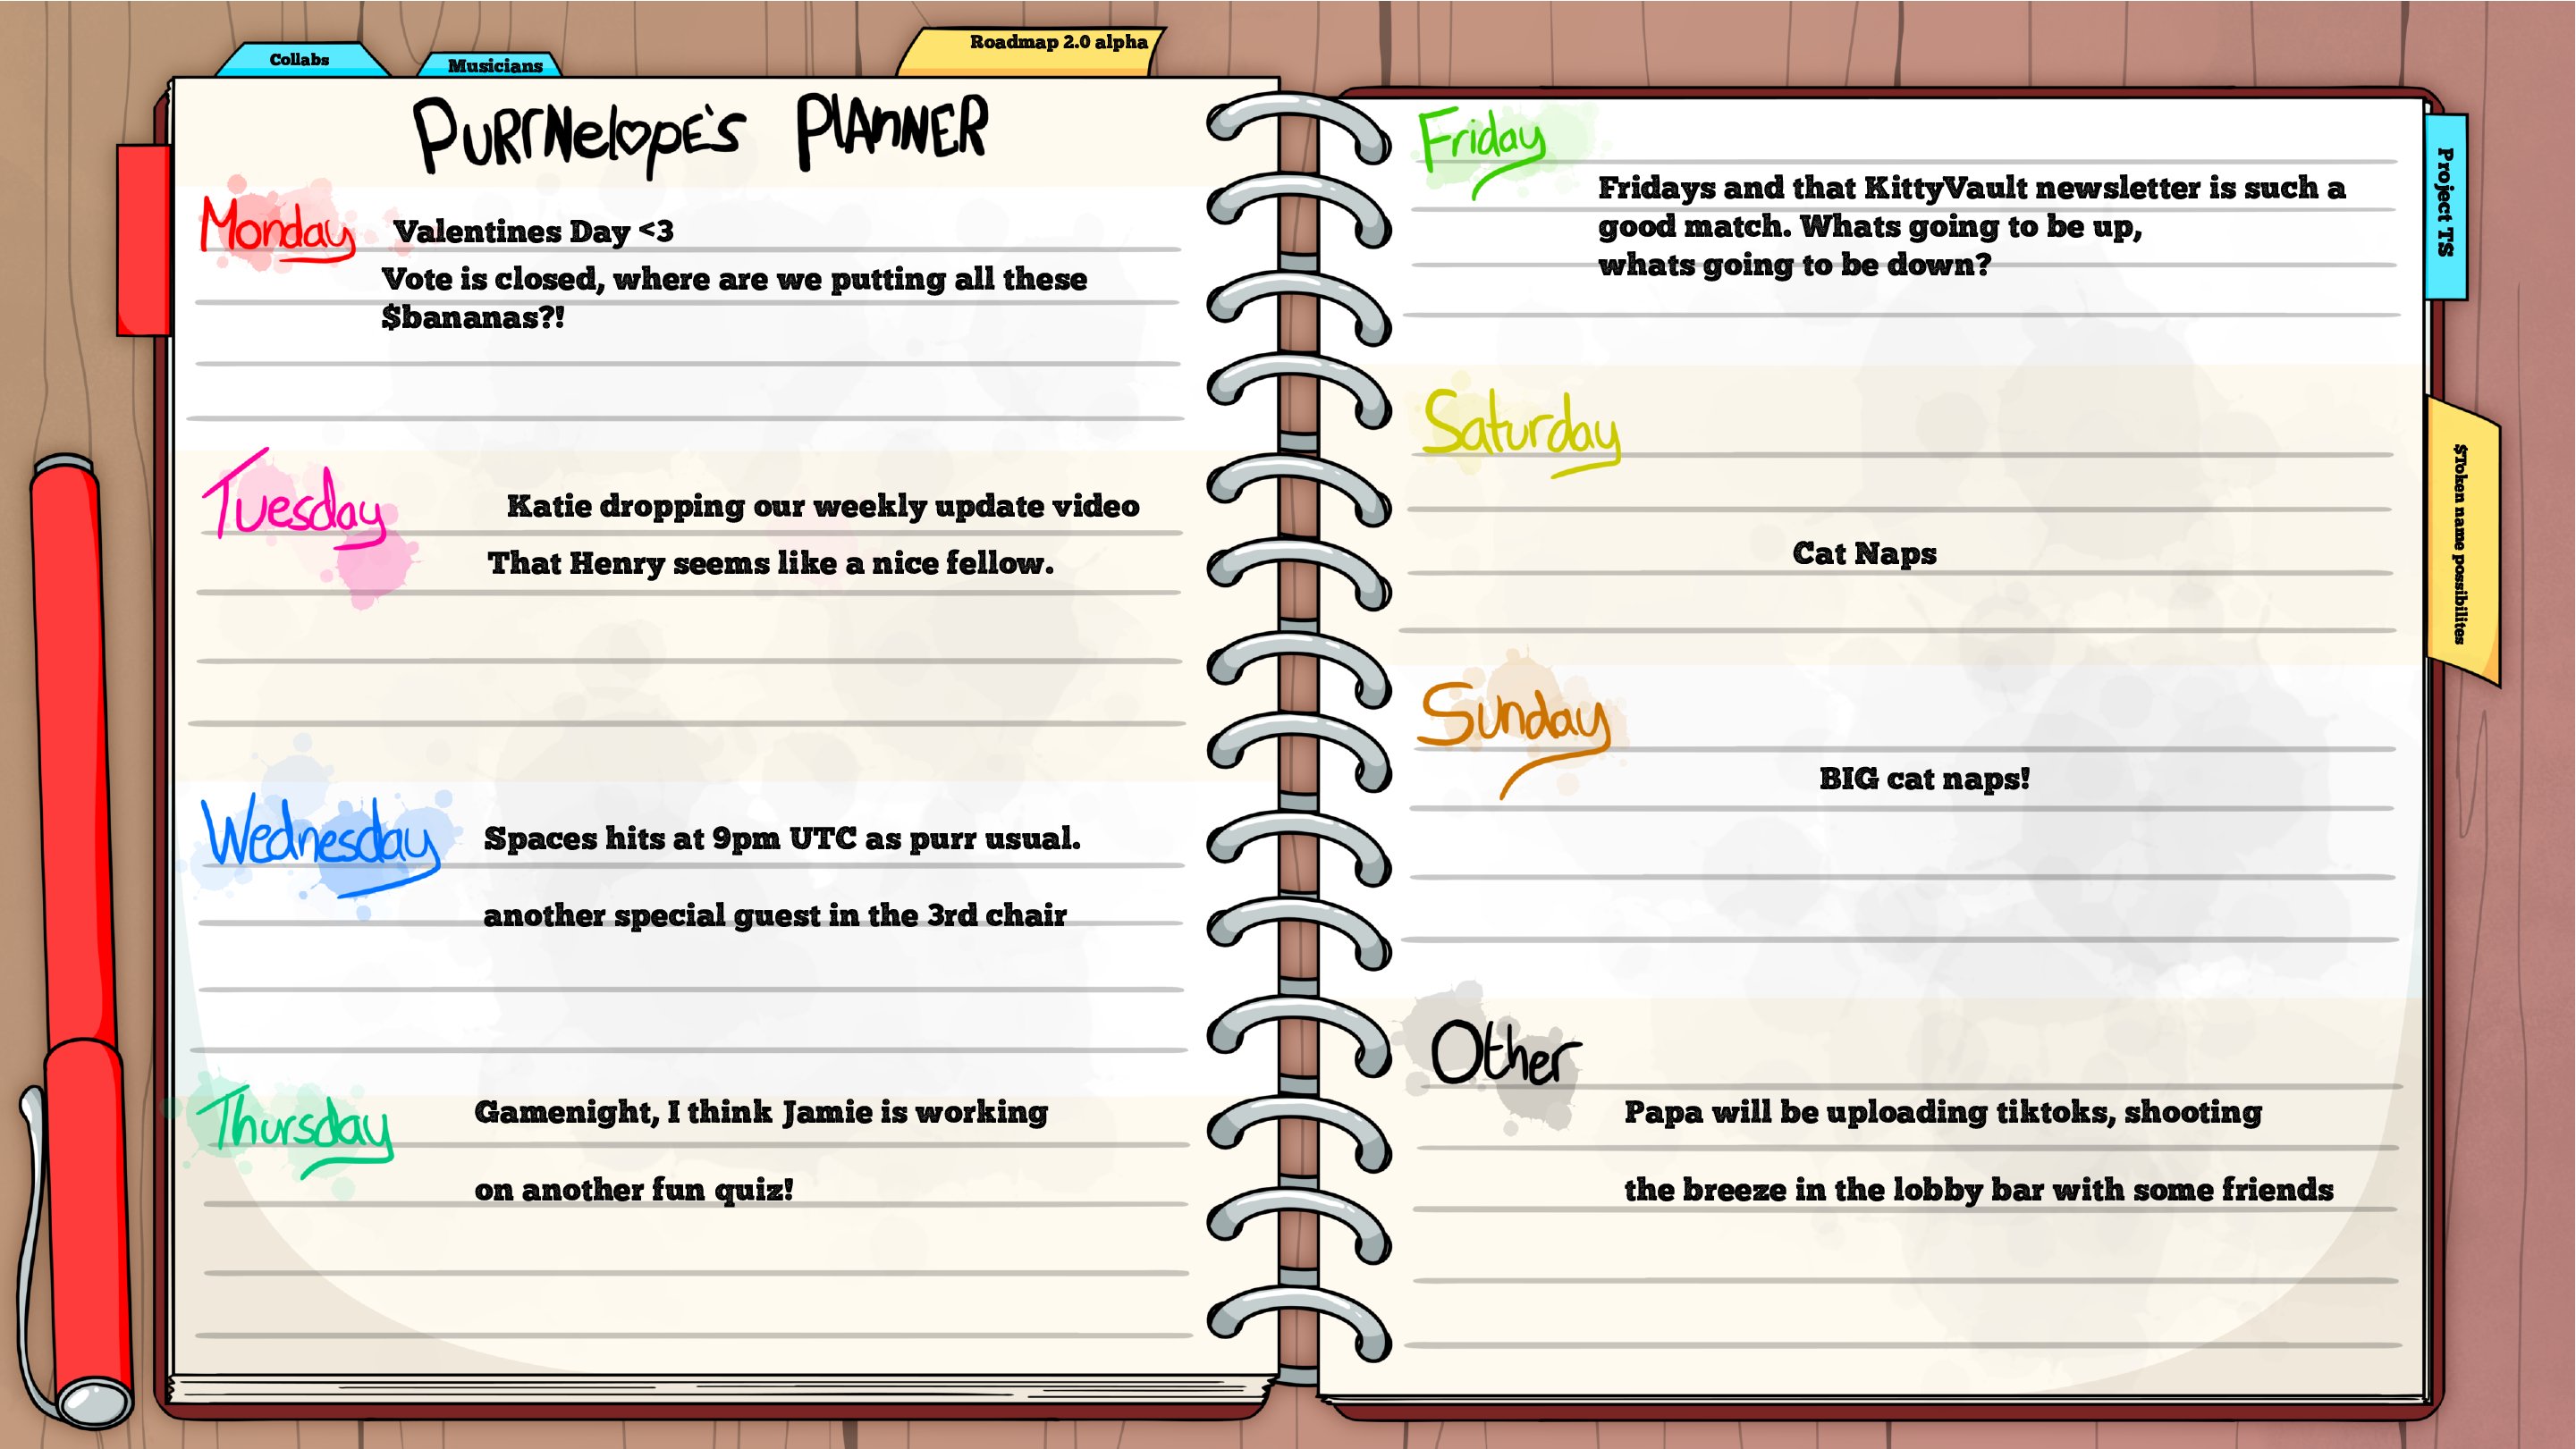 Collabs
Musicians
Roadmap 2.0 alpha
PURrNelope's PlAnNER
Monday
Valentines Day <3
Vote is closed, where are we putting all these
$bananas?!
Tuesday
Katie dropping our weekly update video
That Henry seems like a nice fellow.
Wednesday
Spaces hits at 9pm UTC as purr usual.
another special guest in the 3rd chair
Thursday
Gamenight, I think Jamie is working
on another fun quiz!
Friday
Fridays and that KittyVault newsletter is such a
good match. Whats going to be up,
whats going to be down?
Saturday
Cat Naps
Sunday
BIG cat naps!
Other
Papa will be uploading tiktoks, shooting
the breeze in the lobby bar with some friends
Project TS
$Token name possibilites